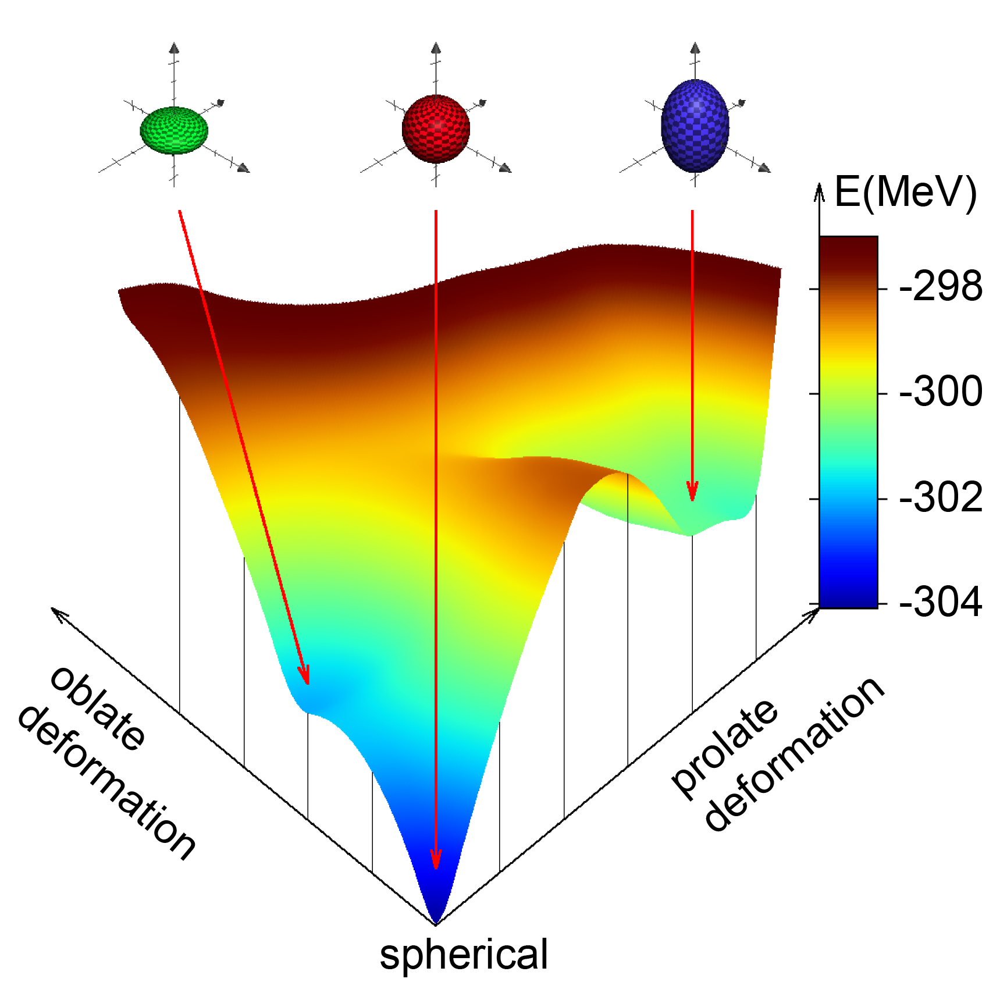 E(MeV)
-298
-300
-302
-304
oblate
deformation
prolate
deformation
spherical